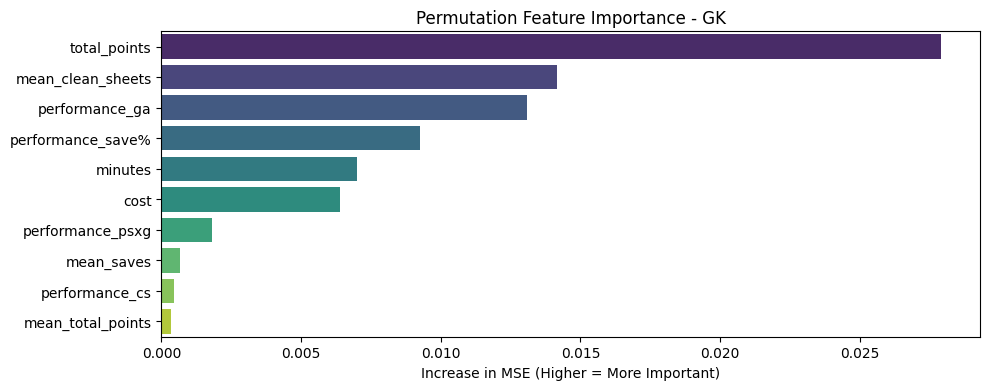 Permutation Feature Importance - GK
total_points
mean_clean_sheets
performance_ga
performance_save%
minutes
cost
performance_psxg
mean_saves
performance_cs
mean_total_points
0.000 0.005 0.010 0.015 0.020 0.025
Increase in MSE (Higher = More Important)